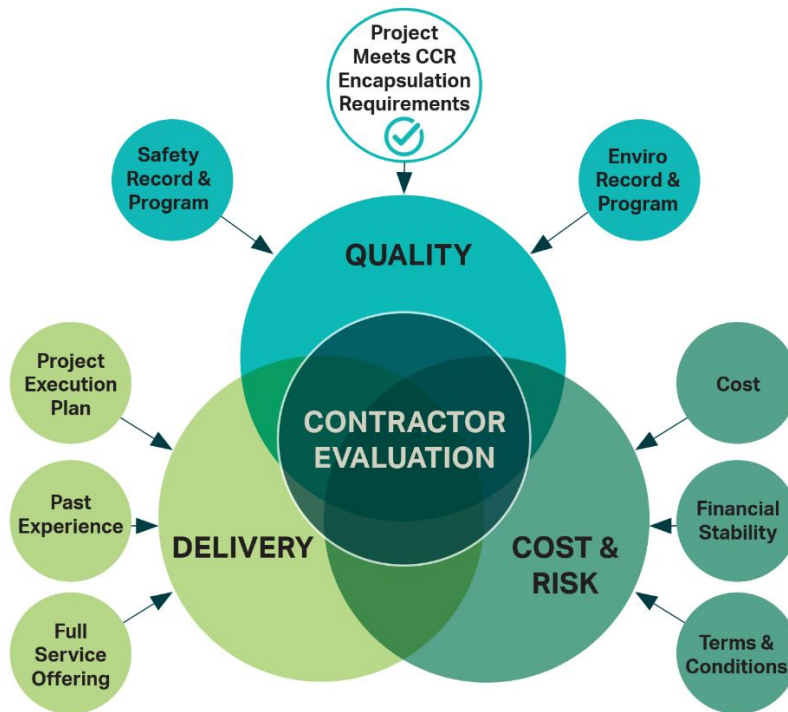 Project
Meets CCR
Encapsulation
Requirements
Safety
Record &
Program
Enviro
Record &
Program
QUALITY
Project
Execution
Plan
Cost
CONTRACTOR
EVALUATION
Past
Experience
Financial
Stability
DELIVERY
COST &
RISK
Full
Service
Offering
Terms &
Conditions